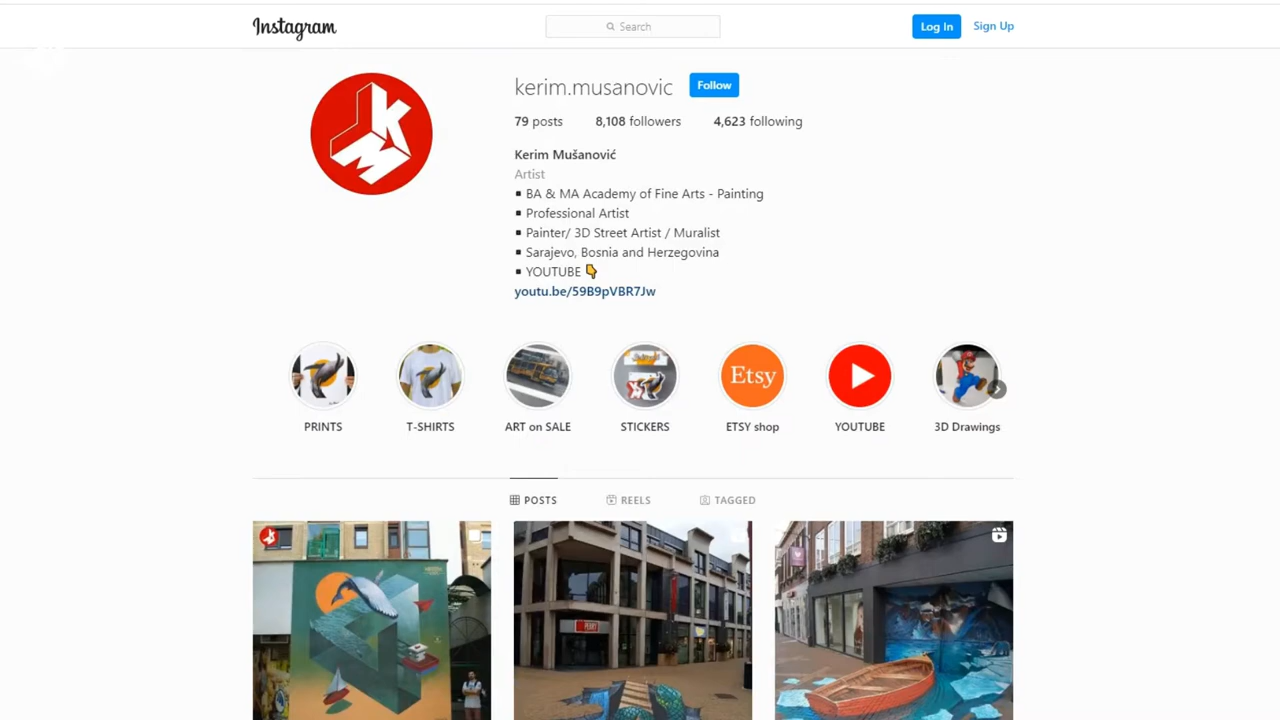 Instagram
Search
Log In
Sign Up
kerim.musanovic
Follow
79 posts 8,108 followers 4,623 following
Kerim Mušanović
Artist
▪ BA & MA Academy of Fine Arts - Painting
▪ Professional Artist
▪ Painter/ 3D Street Artist / Muralist
▪ Sarajevo, Bosnia and Herzegovina
▪ YOUTUBE 👇
youtu.be/59B9pVBR7Jw
PRINTS
T-SHIRTS
ART on SALE
STICKERS
Etsy
ETSY shop
YOUTUBE
3D Drawings
POSTS
REELS
TAGGED